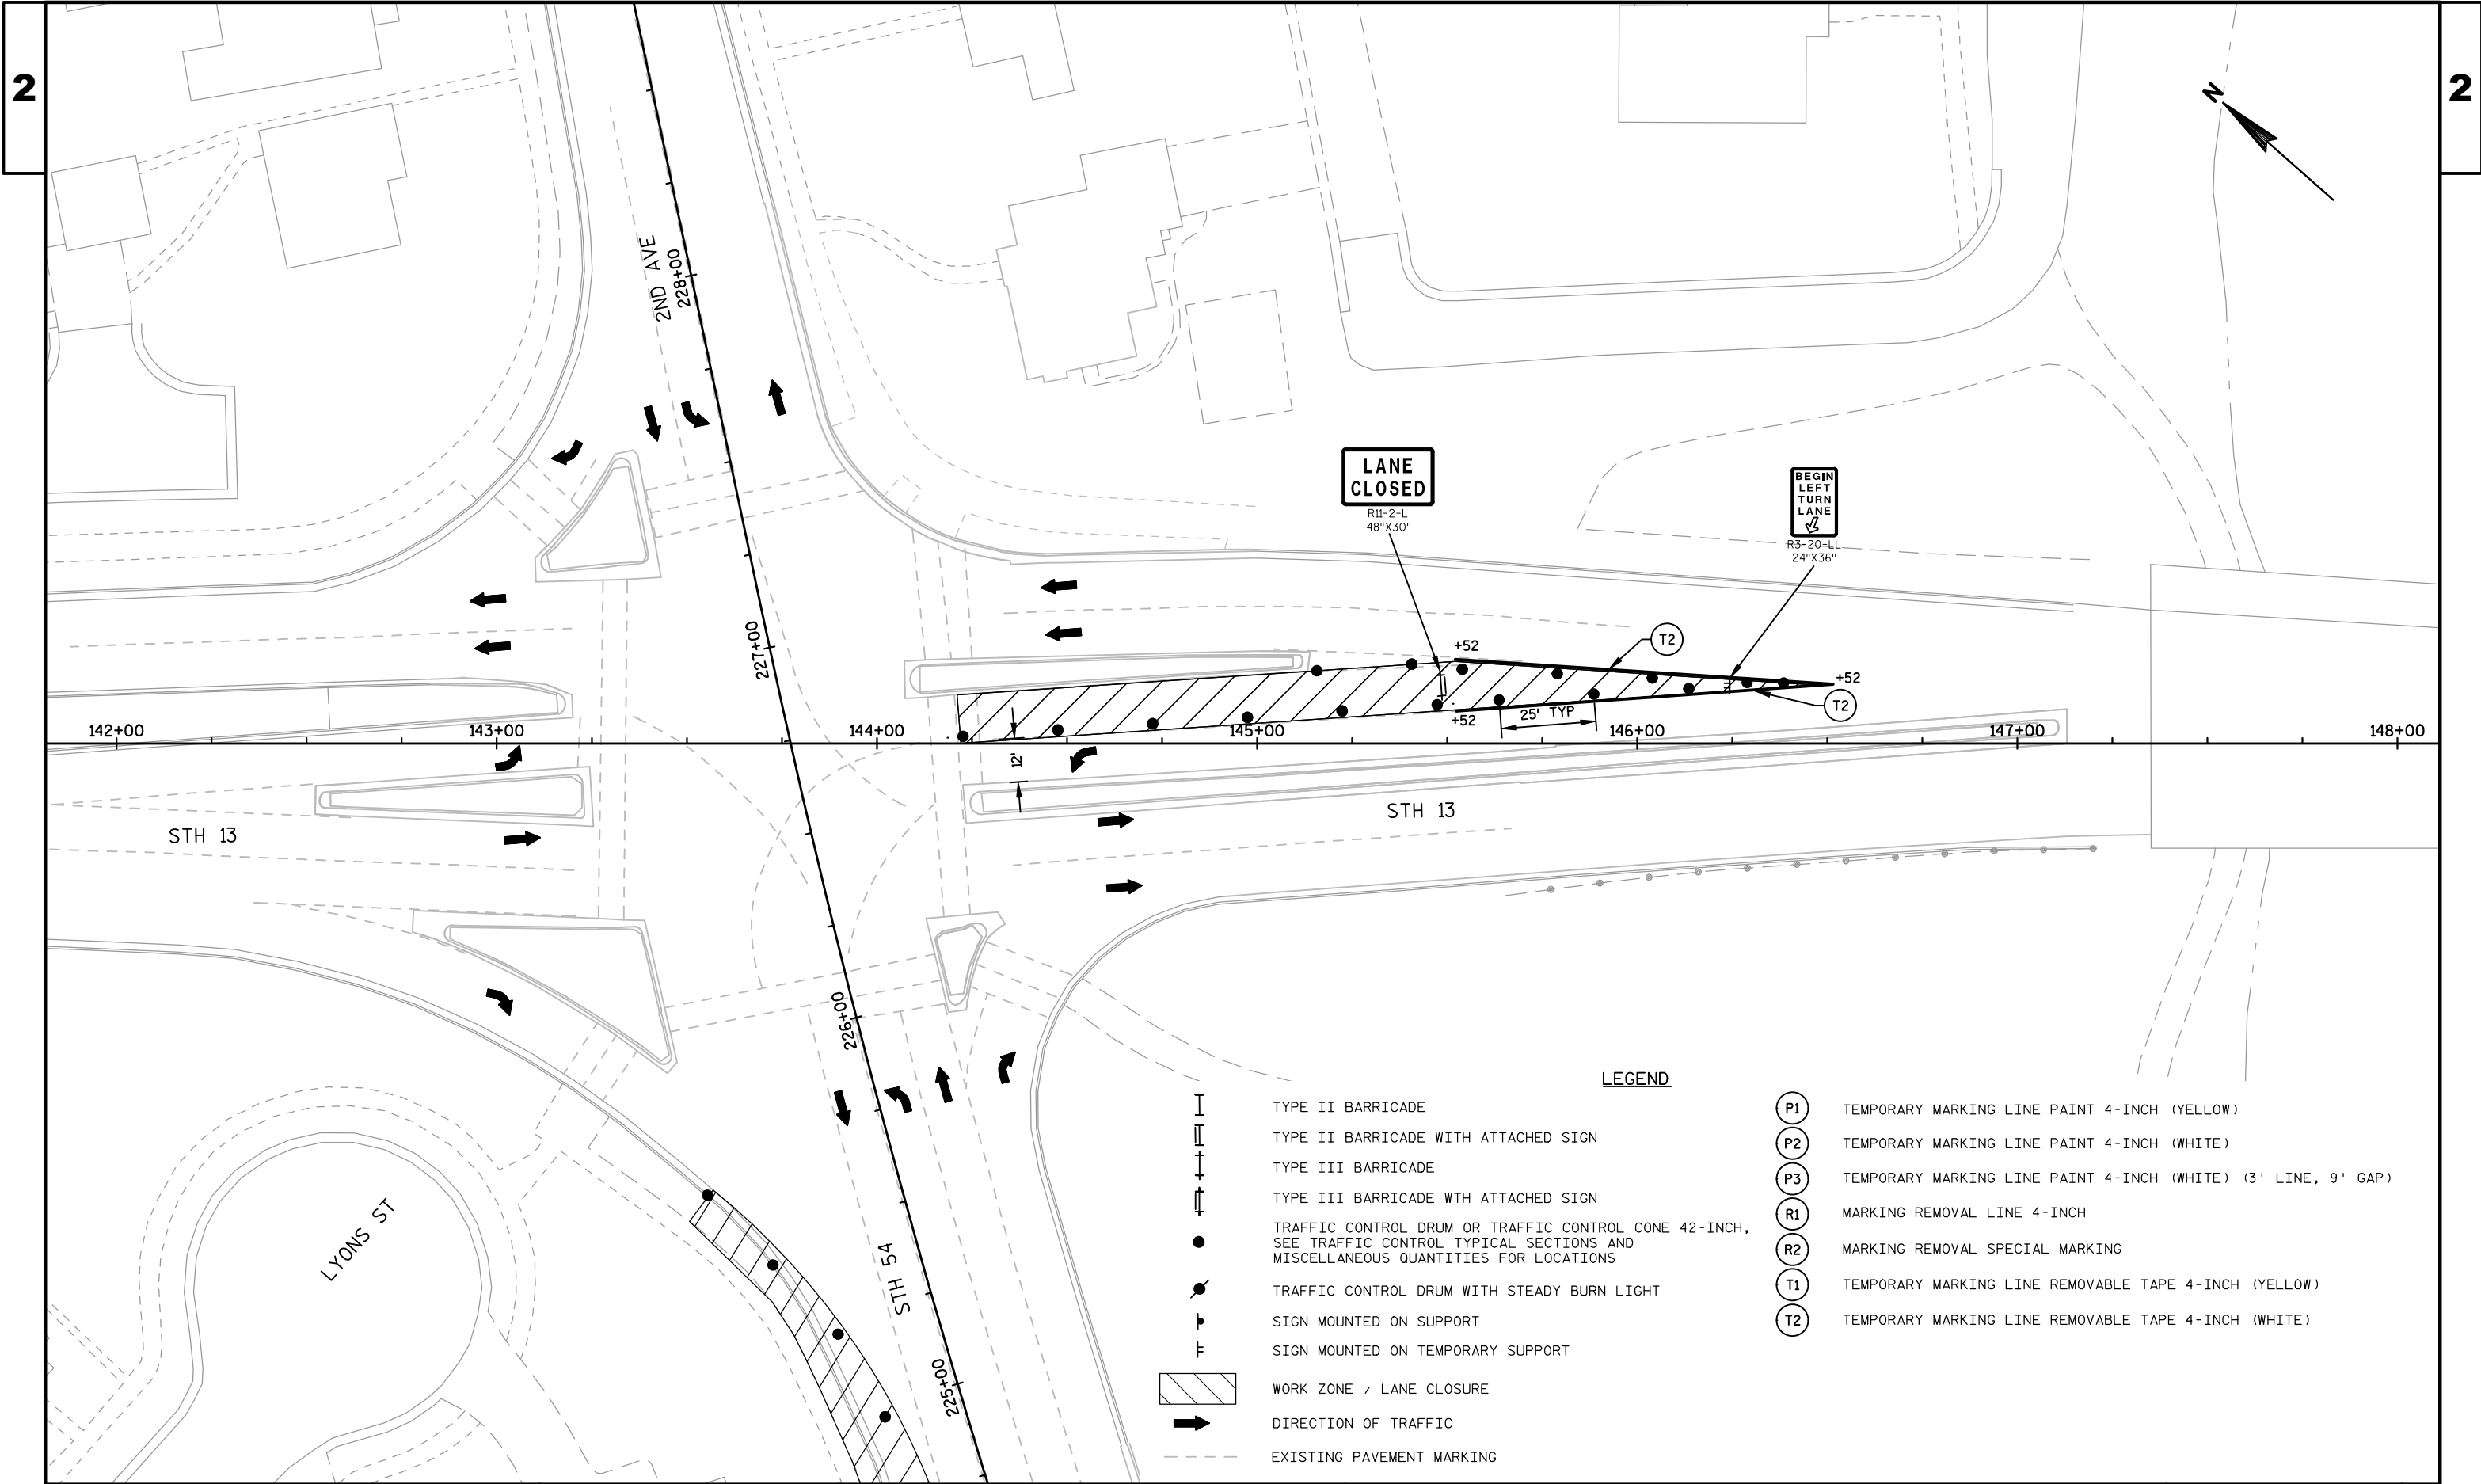 2
2
N
2ND AVE
228+00
LANE
CLOSED
R11-2-L
48"X30"
BEGIN
LEFT
TURN
LANE
R3-20-LL
24"X36"
227+00
+52
T2
+52
T2
+52
25' TYP
142+00
143+00
144+00
145+00
146+00
147+00
148+00
12'
STH 13
STH 13
226+00
LYONS ST
STH 54
225+00
LEGEND
TYPE II BARRICADE
TYPE II BARRICADE WITH ATTACHED SIGN
TYPE III BARRICADE
TYPE III BARRICADE WTH ATTACHED SIGN
TRAFFIC CONTROL DRUM OR TRAFFIC CONTROL CONE 42-INCH,
SEE TRAFFIC CONTROL TYPICAL SECTIONS AND
MISCELLANEOUS QUANTITIES FOR LOCATIONS
TRAFFIC CONTROL DRUM WITH STEADY BURN LIGHT
SIGN MOUNTED ON SUPPORT
SIGN MOUNTED ON TEMPORARY SUPPORT
WORK ZONE / LANE CLOSURE
DIRECTION OF TRAFFIC
EXISTING PAVEMENT MARKING
P1 TEMPORARY MARKING LINE PAINT 4-INCH (YELLOW)
P2 TEMPORARY MARKING LINE PAINT 4-INCH (WHITE)
P3 TEMPORARY MARKING LINE PAINT 4-INCH (WHITE) (3' LINE, 9' GAP)
R1 MARKING REMOVAL LINE 4-INCH
R2 MARKING REMOVAL SPECIAL MARKING
T1 TEMPORARY MARKING LINE REMOVABLE TAPE 4-INCH (YELLOW)
T2 TEMPORARY MARKING LINE REMOVABLE TAPE 4-INCH (WHITE)